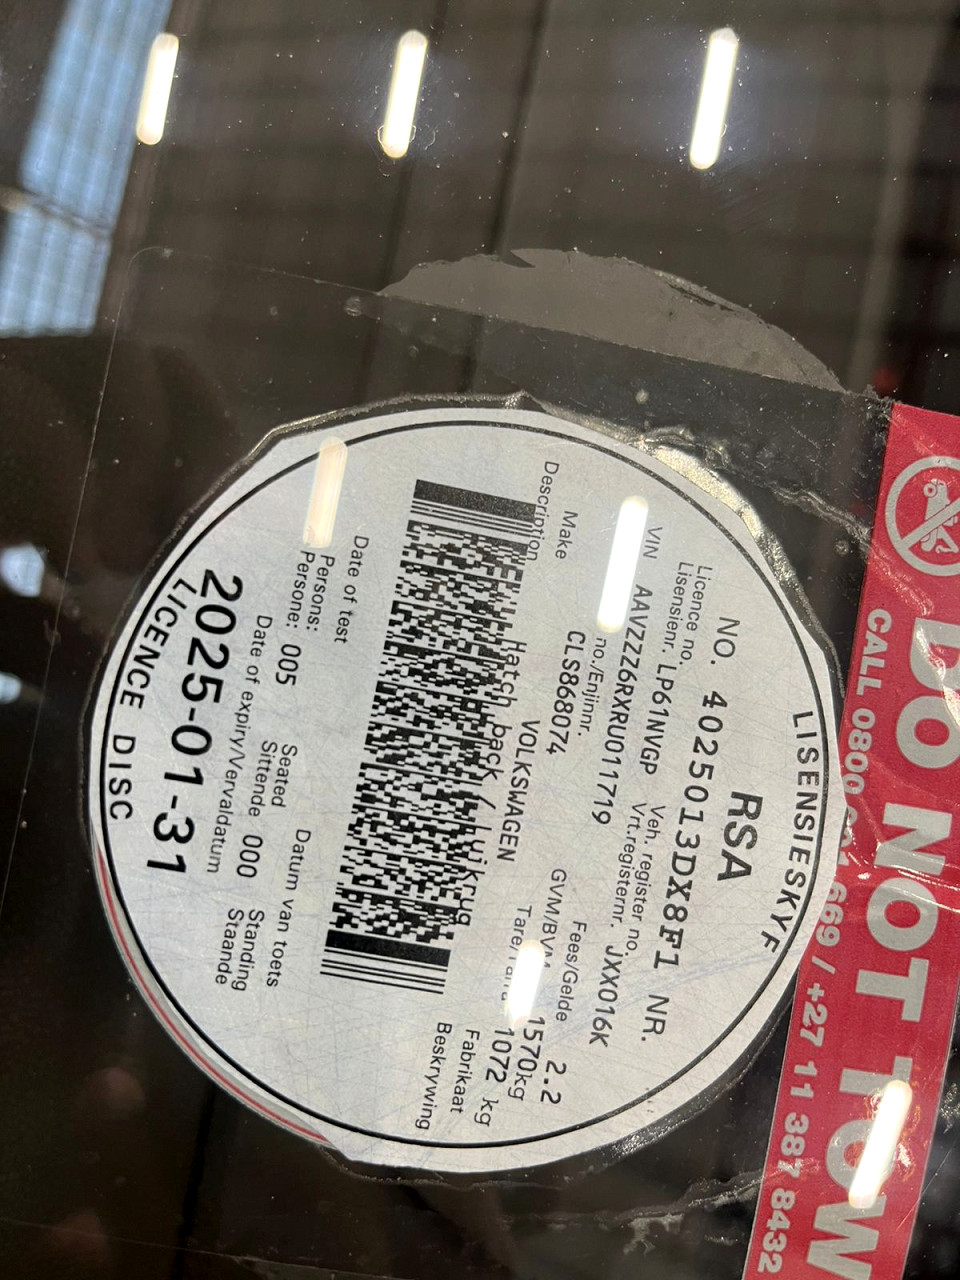 LISENSIESKYF
RSA
NO. 4025013DX8F1 NR.
Licence no.
Lisensienr. LP61NVGP
Veh. register no.
Vrt.registernr. JXX016K
VIN AAVZZZ6RXRU011719
no./Enjinnr. CLS868074
Fees/Gelde 2.2
GVM/BVM 1570kg
Tare/Tarra 1072 kg
Make VOLKSWAGEN Fabrikaat
Description Hatch back / luikrug Beskrywing
Date of test Datum van toets
Persons:
Persone: 005
Seated
Sittende 000
Standing
Staande
Date of expiry/Vervaldatum
2025-01-31
LICENCE DISC
DO NOT TOW
CALL 0800 669 / +27 11 387 8432